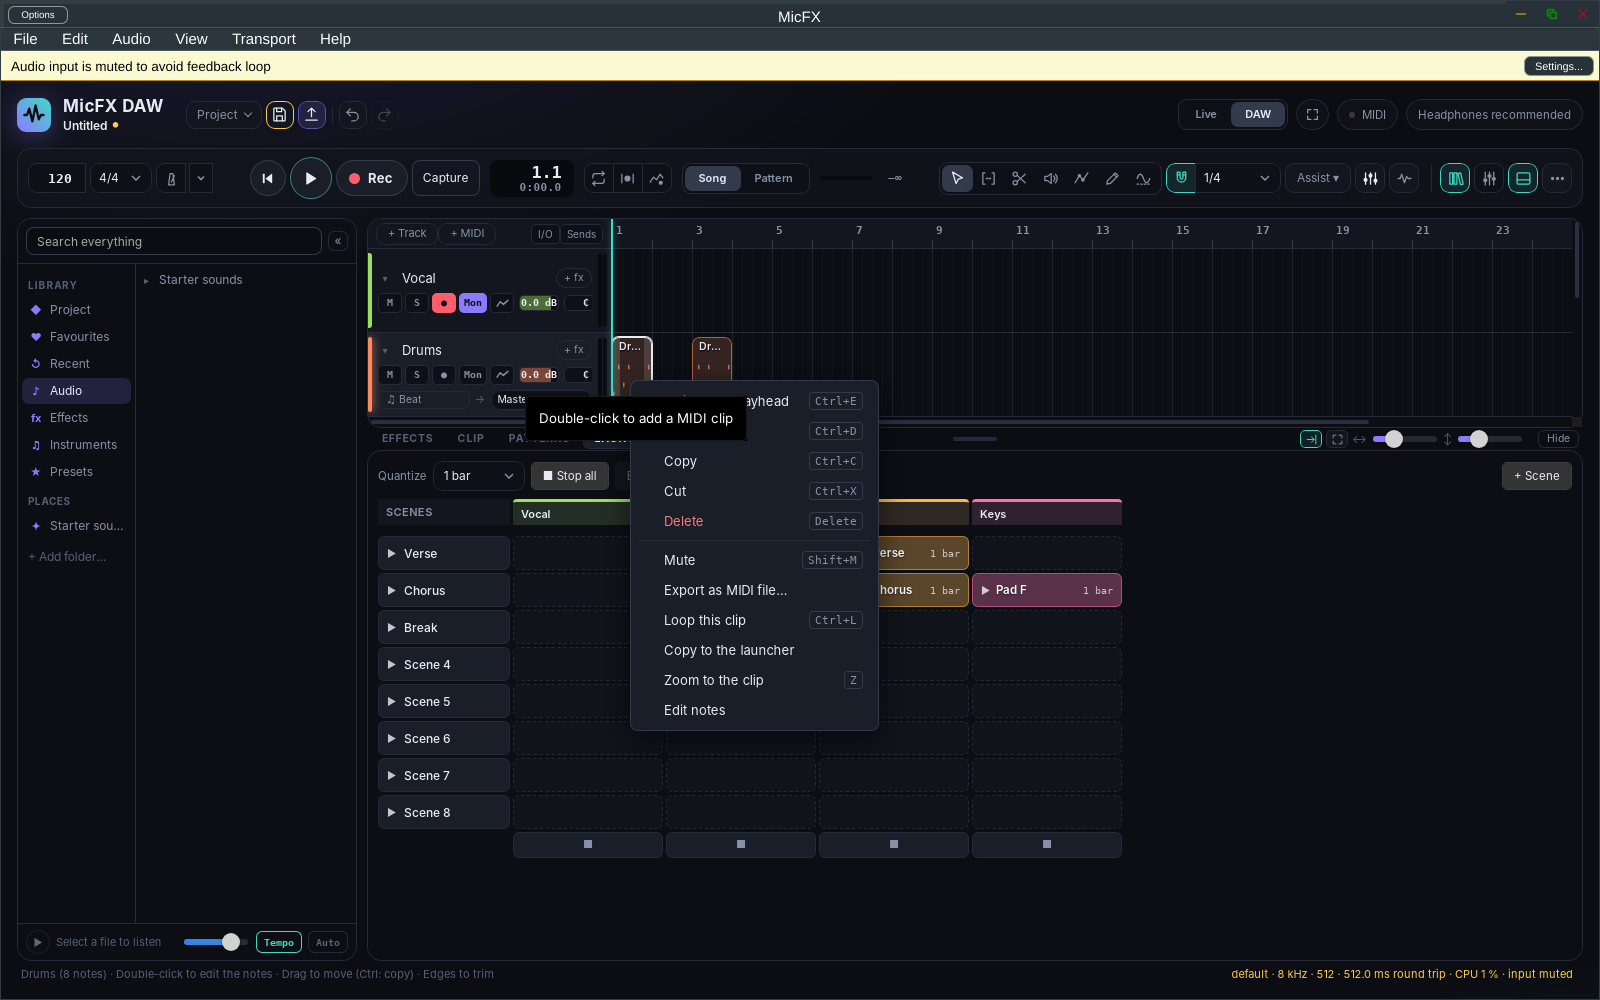 Options
MicFX
File Edit Audio View Transport Help
Audio input is muted to avoid feedback loop
Settings...
MicFX DAW
Untitled
Project
Live DAW
MIDI
Headphones recommended
120 4/4
Rec
Capture
1.1
0:00.0
Song Pattern
-∞
1/4
Assist ▾
Search everything
«
+ Track + MIDI I/O Sends
1 3 5 7 9 11 13 15 17 19 21 23
LIBRARY
Project
Favourites
Recent
Audio
fx Effects
Instruments
Presets
PLACES
Starter sou...
+ Add folder...
Starter sounds
Vocal
+ fx
M S Mon 0.0 dB C
Drums
+ fx
M S Mon 0.0 dB C
Beat → Maste
Dr...
Dr...
Double-click to add a MIDI clip
ayhead Ctrl+E
Ctrl+D
Copy Ctrl+C
Cut Ctrl+X
Delete Delete
Mute Shift+M
Export as MIDI file...
Loop this clip Ctrl+L
Copy to the launcher
Zoom to the clip Z
Edit notes
EFFECTS CLIP
Hide
Quantize 1 bar Stop all
+ Scene
SCENES Vocal Keys
Verse
erse 1 bar
Chorus
horus 1 bar
Pad F 1 bar
Break
Scene 4
Scene 5
Scene 6
Scene 7
Scene 8
Select a file to listen
Tempo Auto
Drums (8 notes) · Double-click to edit the notes · Drag to move (Ctrl: copy) · Edges to trim
default · 8 kHz · 512 · 512.0 ms round trip · CPU 1 % · input muted